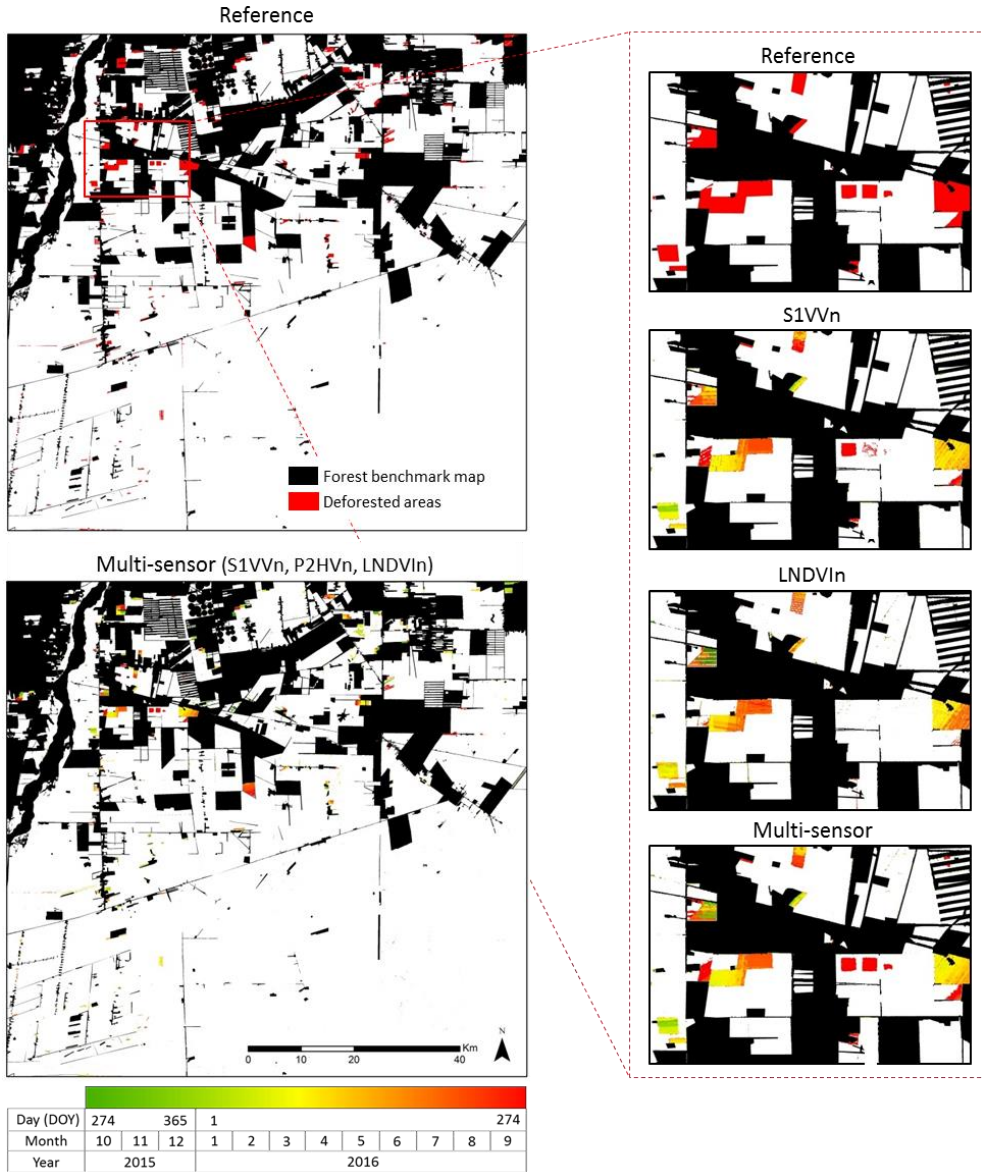 Reference
Forest benchmark map
Deforested areas
Multi-sensor (S1VVn, P2HVn, LNDVIn)
N
Km
0 10 20 40
Day (DOY) 274 365 1 274
Month 10 11 12 1 2 3 4 5 6 7 8 9
Year 2015 2016
Reference
S1VVn
LNDVIn
Multi-sensor